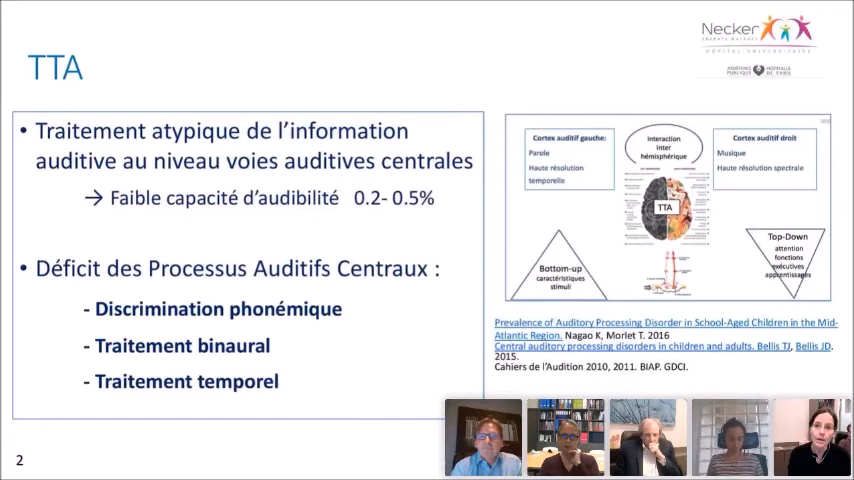 Necker
ENFANTS MALADES
HÔPITAL UNIVERSITAIRE
ASSISTANCE PUBLIQUE
HÔPITAUX DE PARIS
TTA
• Traitement atypique de l'information
auditive au niveau voies auditives centrales
→ Faible capacité d'audibilité 0.2- 0.5%
• Déficit des Processus Auditifs Centraux :
- Discrimination phonémique
- Traitement binaural
- Traitement temporel
Cortex auditif gauche:
Parole
Haute résolution
temporelle
Interaction
Inter
hémisphérique
Cortex auditif droit
Musique
Haute résolution spectrale
TTA
Bottom-up
caractéristiques
stimuli
Top-Down
attention
fonctions
exécutives
apprentissages
Prevalence of Auditory Processing Disorder in School-Aged Children in the Mid-
Atlantic Region. Nagao K, Morlet T. 2016
Central auditory processing disorders in children and adults. Bellis TJ, Bellis JD.
2015.
Cahiers de l'Audition 2010, 2011. BIAP. GDCI.
2